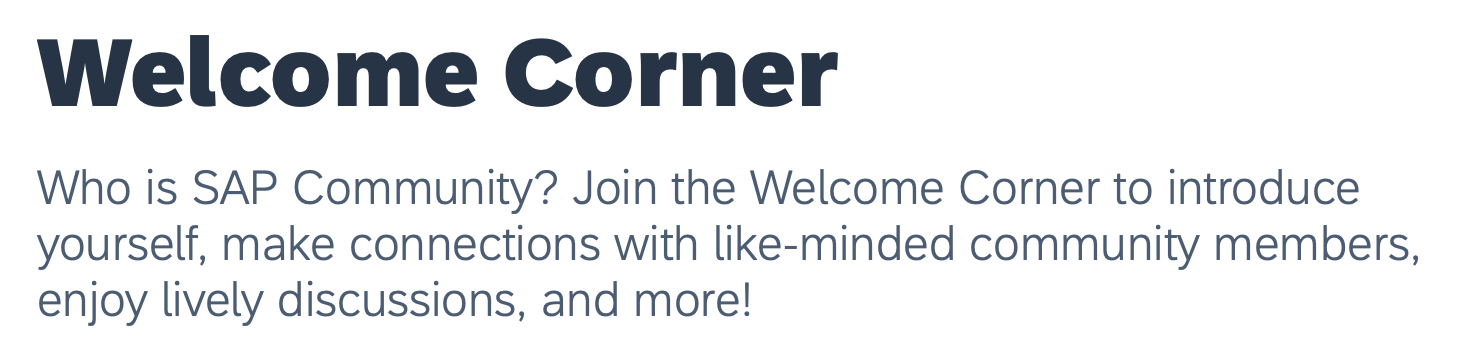 Welcome Corner
Who is SAP Community? Join the Welcome Corner to introduce
yourself, make connections with like-minded community members,
enjoy lively discussions, and more!